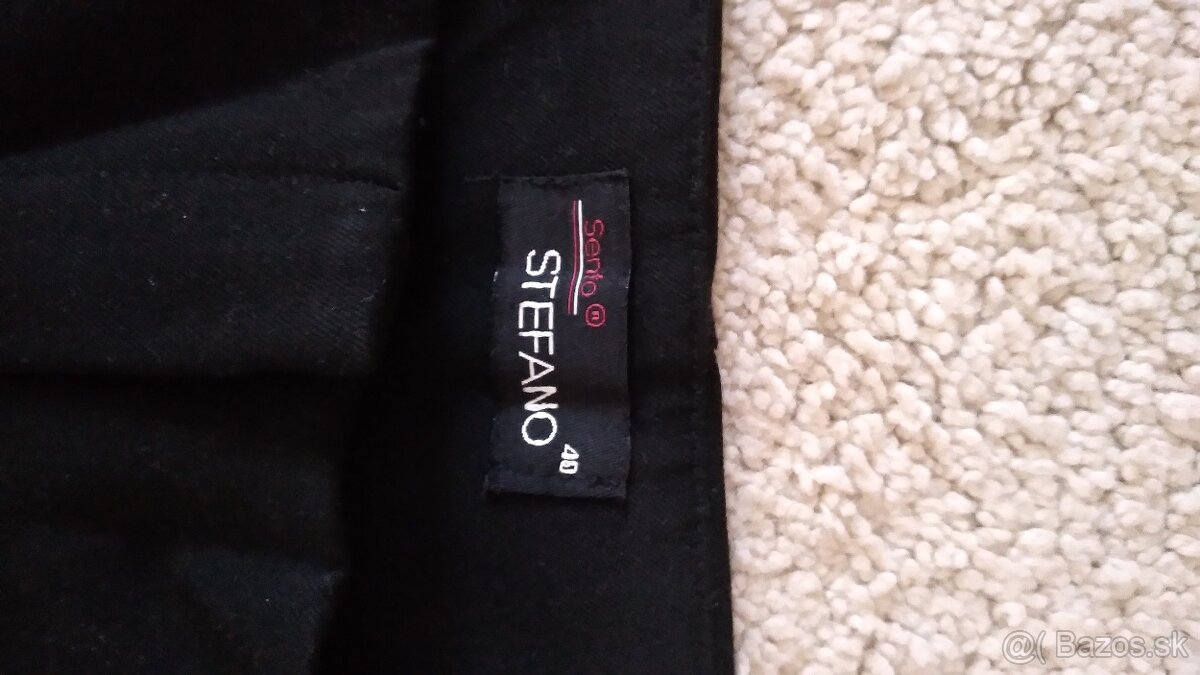 Sento ®
STEFANO
40
@( Bazos.sk